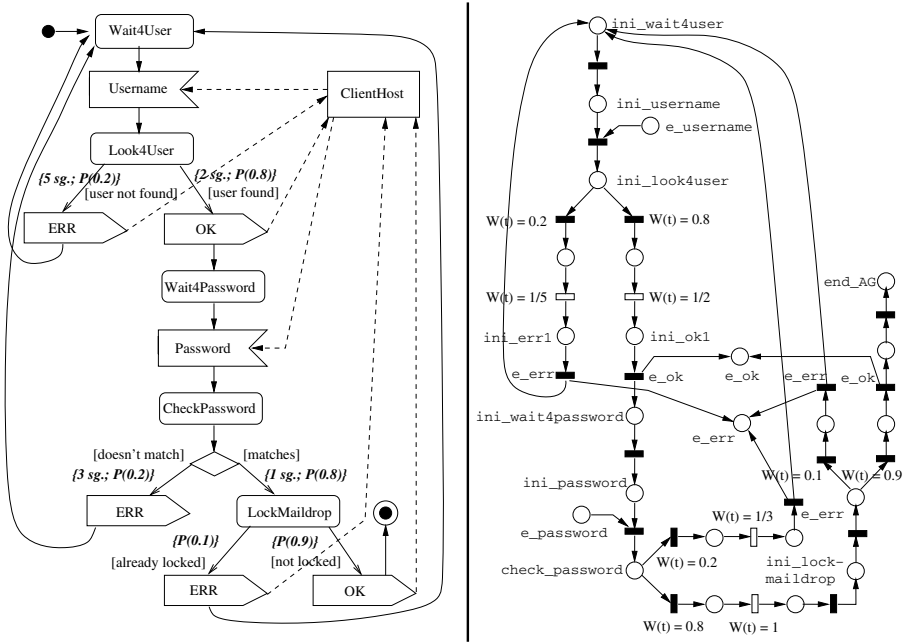 Wait4User
Username
ClientHost
Look4User
{5 sg.; P(0.2)}
{2 sg.; P(0.8)}
[user not found]
[user found]
ERR
OK
Wait4Password
Password
CheckPassword
[doesn't match]
[matches]
{3 sg.; P(0.2)}
{1 sg.; P(0.8)}
ERR
LockMaildrop
{P(0.1)}
{P(0.9)}
[already locked]
[not locked]
ERR
OK
ini_wait4user
ini_username
e_username
ini_look4user
W(t) = 0.2
W(t) = 0.8
end_AG
W(t) = 1/5
W(t) = 1/2
ini_err1
ini_ok1
e_err
e_ok
e_ok
e_err
e_ok
ini_wait4password
e_err
W(t) = 0.1
W(t) = 0.9
ini_password
e_password
W(t) = 1/3
e_err
check_password
W(t) = 0.2
ini_lock-
maildrop
W(t) = 0.8
W(t) = 1